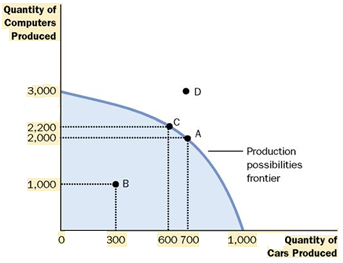 Quantity of
Computers
Produced
3,000
D
C
2,200
2,000
A
Production
possibilities
frontier
1,000
B
0
300
600 700
1,000
Quantity of
Cars Produced